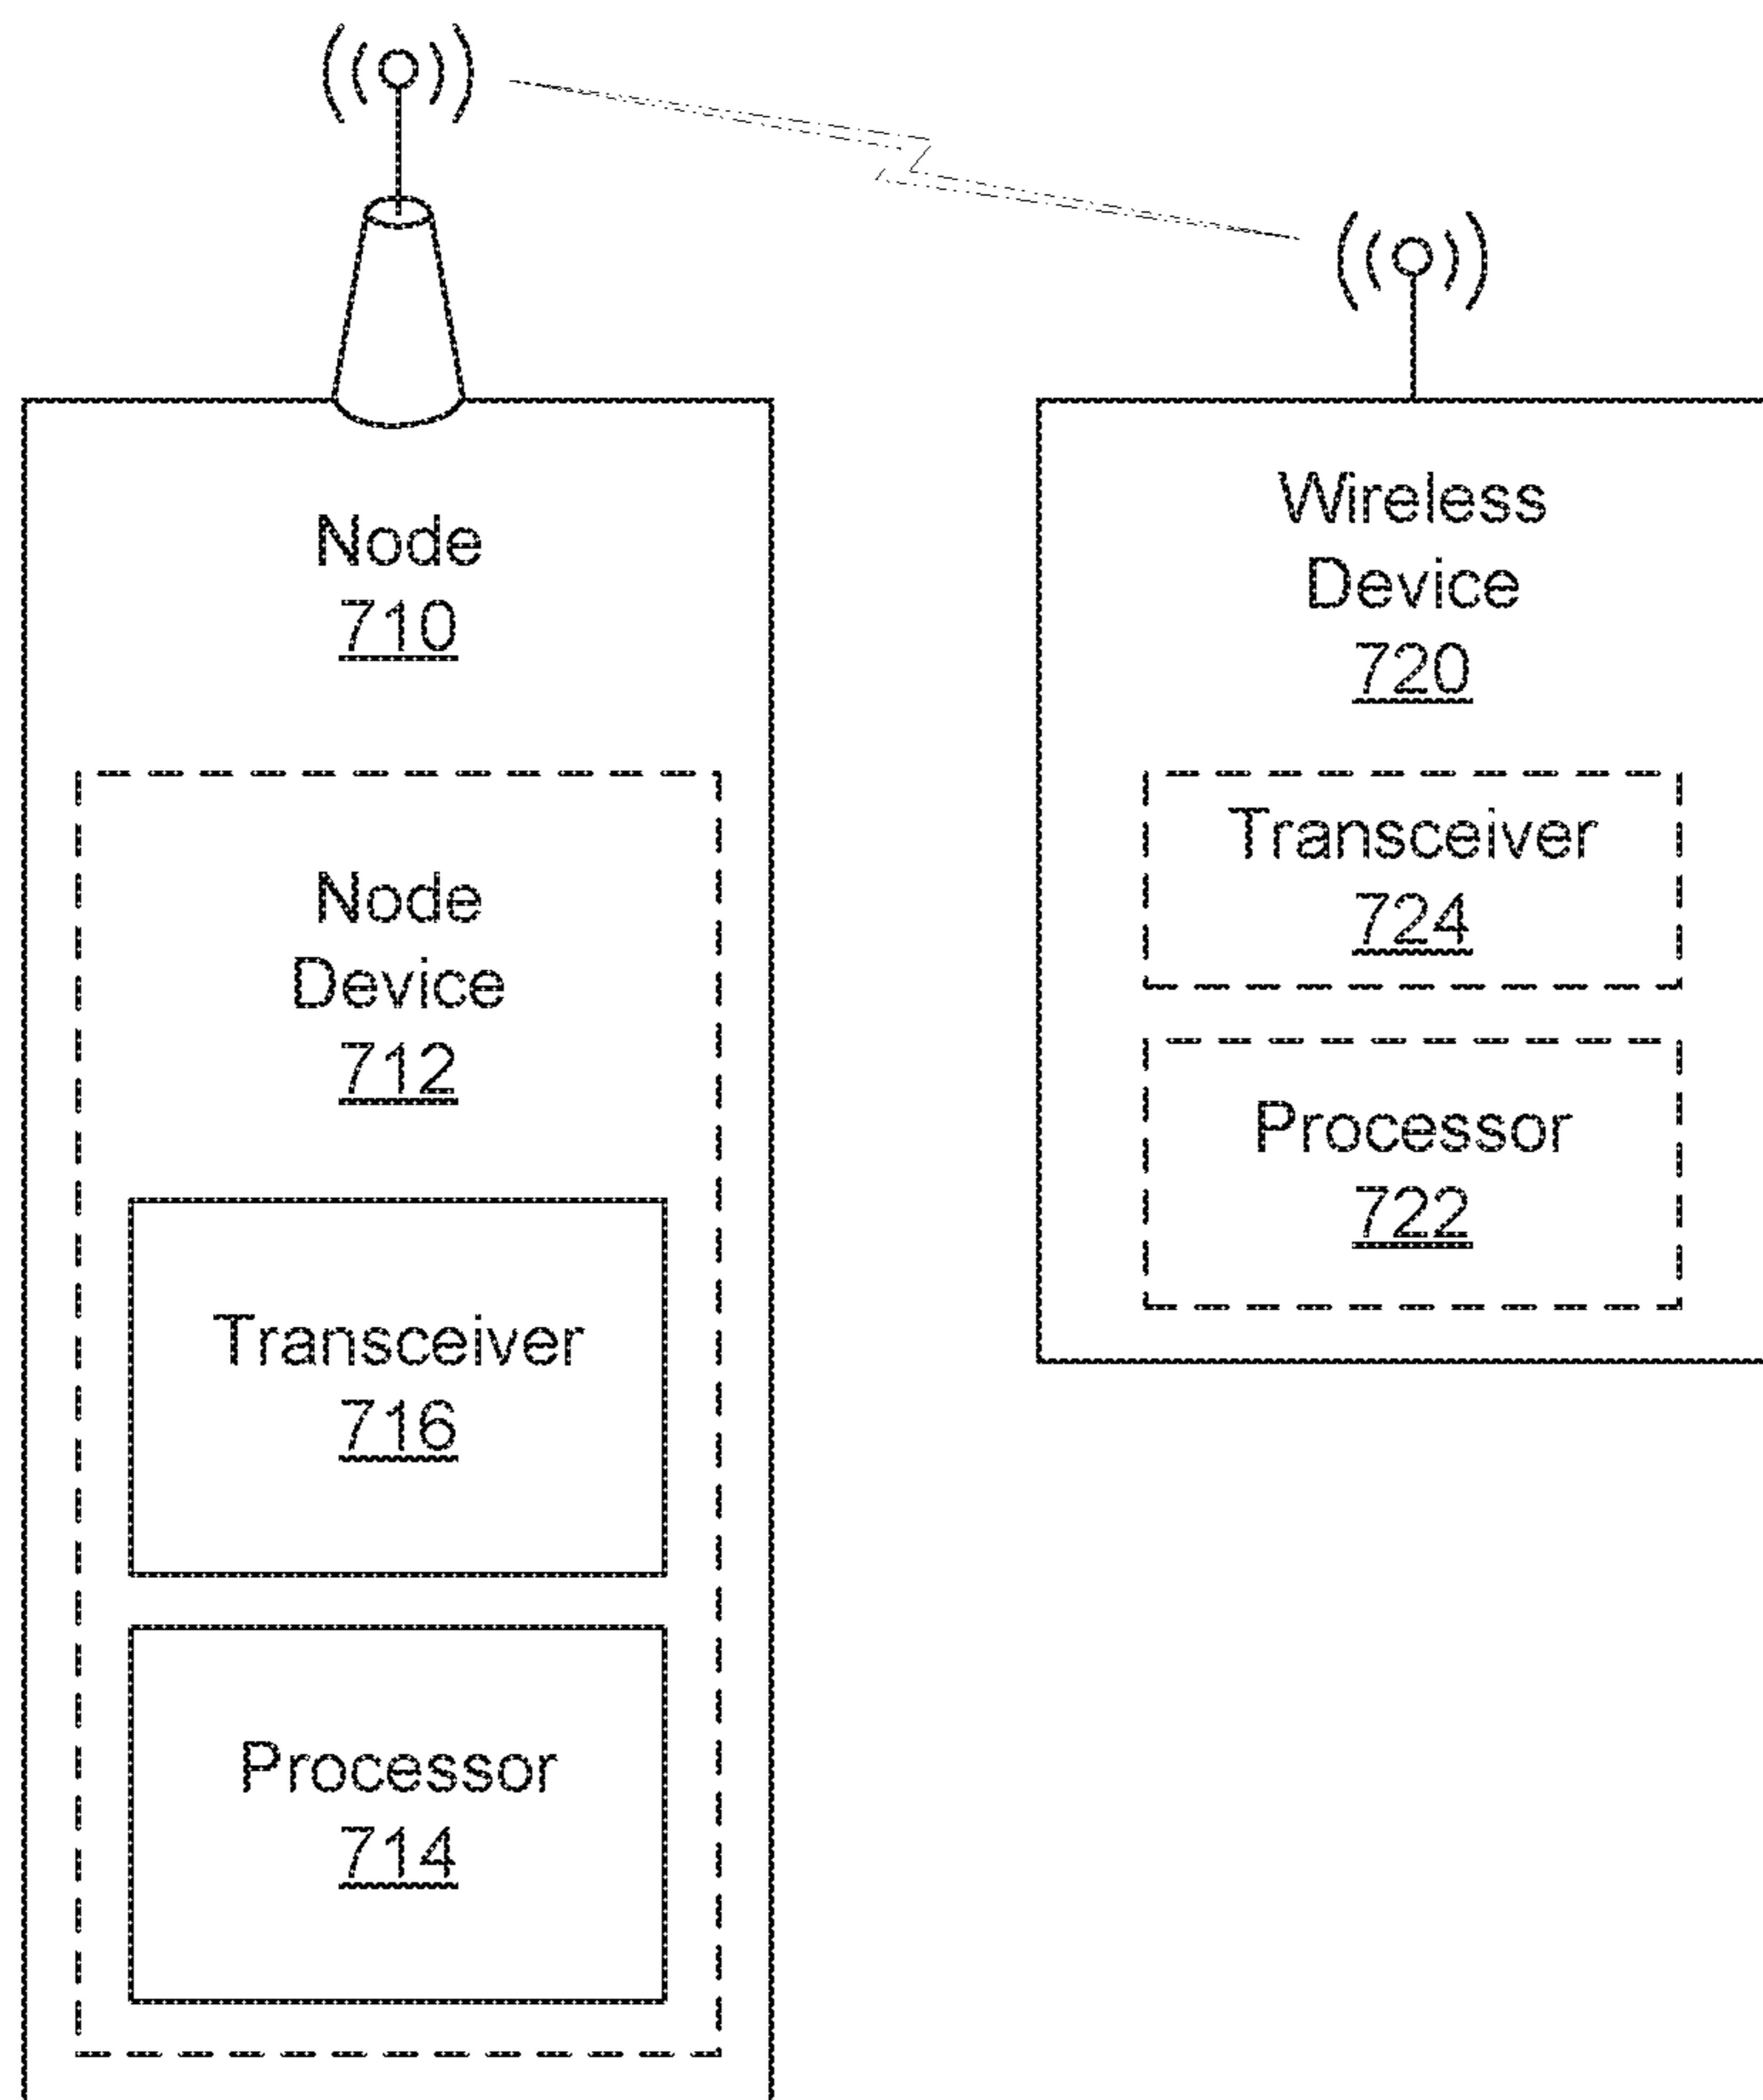 Node
710
Node
Device
712
Transceiver
716
Processor
714
Wireless
Device
720
Transceiver
724
Processor
722